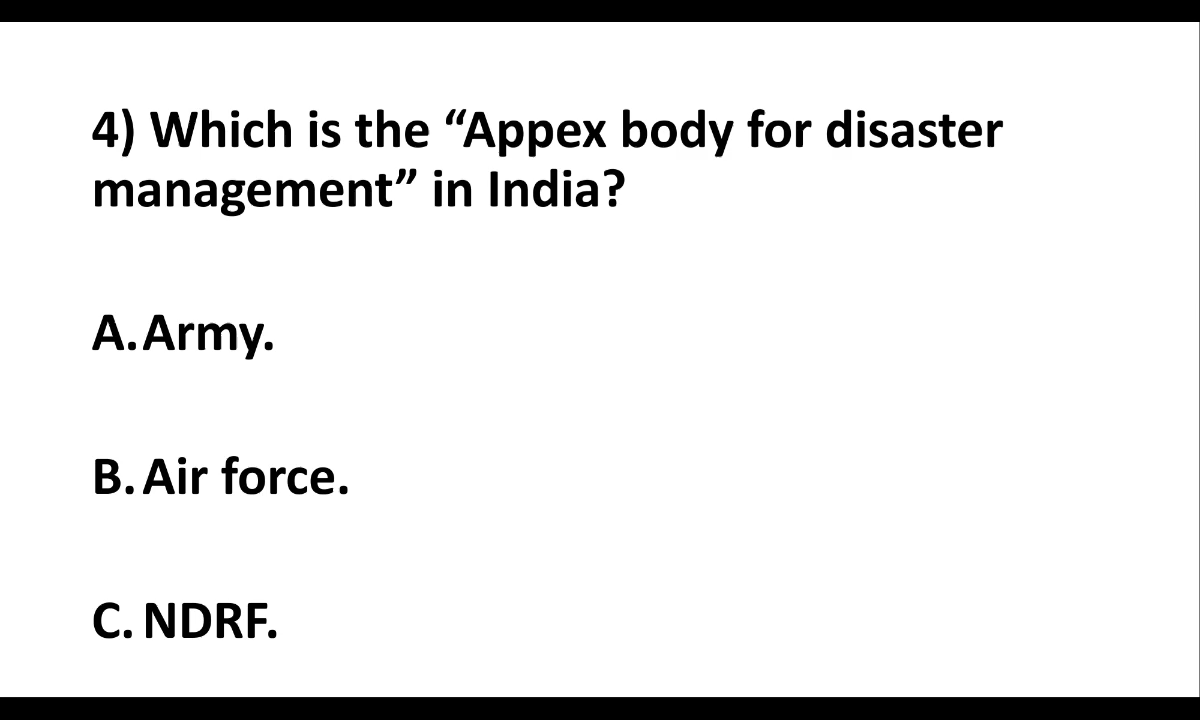 4) Which is the “Appex body for disaster
management” in India?
A. Army.
B. Air force.
C. NDRF.